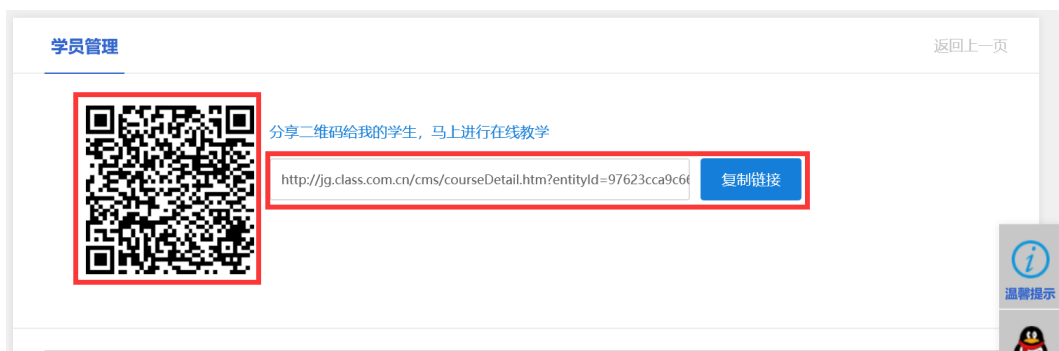 学员管理
返回上一页
分享二维码给我的学生，马上进行在线教学
http://jg.class.com.cn/cms/courseDetail.htm?entityId=97623cca9c6
复制链接
i
温馨提示